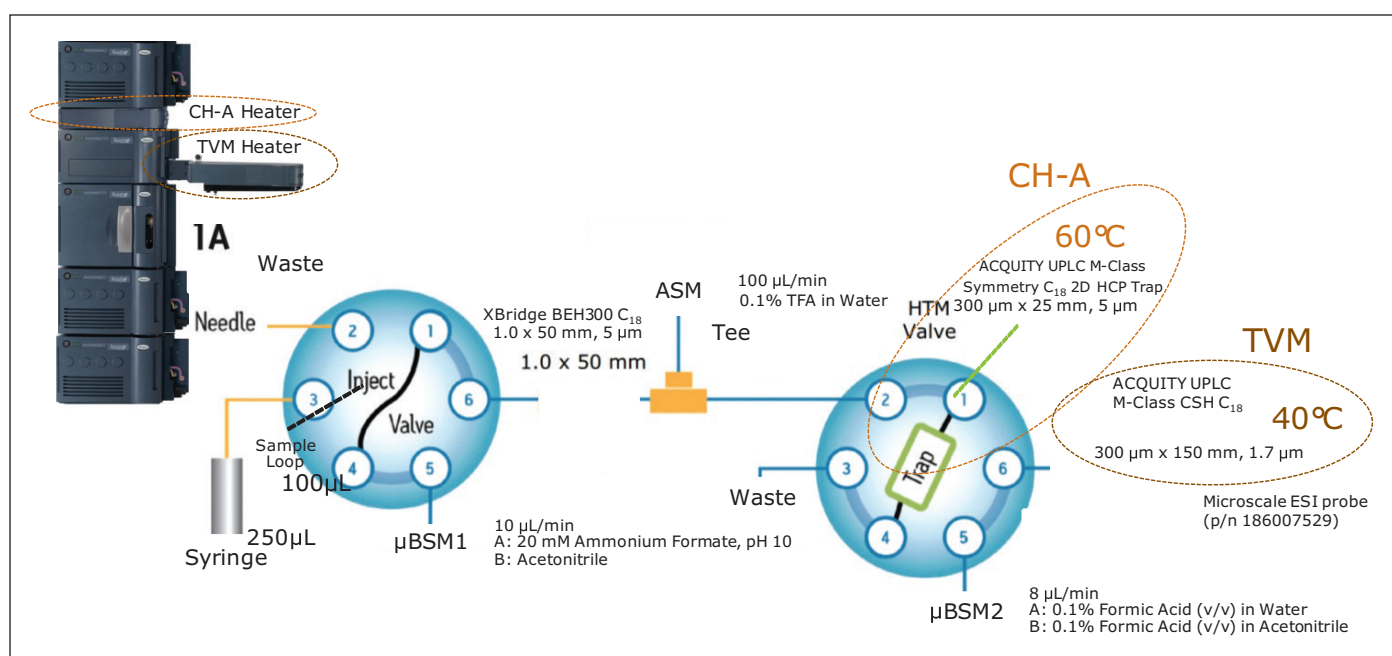 CH-A Heater
TVM Heater
1A
Waste
Needle
2
1
3
6
4
5
Inject
Valve
Sample
Loop
100µL
250µL
Syringe
XBridge BEH300 C18
1.0 x 50 mm, 5 µm
1.0 x 50 mm
µBSM1
10 µL/min
A: 20 mM Ammonium Formate, pH 10
B: Acetonitrile
ASM
100 µL/min
0.1% TFA in Water
Tee
CH-A
60°C
ACQUITY UPLC M-Class
Symmetry C18 2D HCP Trap
300 µm x 25 mm, 5 µm
HTM
Valve
2
1
3
6
4
5
Trap
Waste
TVM
ACQUITY UPLC
M-Class CSH C18
40°C
300 µm x 150 mm, 1.7 µm
Microscale ESI probe
(p/n 186007529)
µBSM2
8 µL/min
A: 0.1% Formic Acid (v/v) in Water
B: 0.1% Formic Acid (v/v) in Acetonitrile